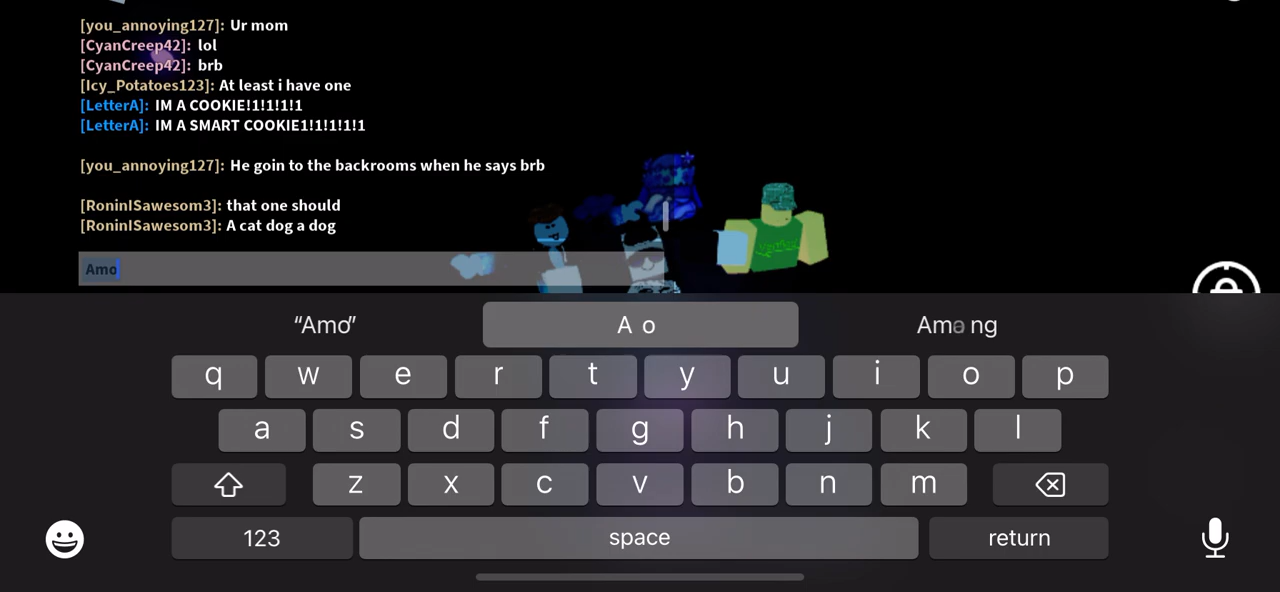 [you_annoying127]: Ur mom
[CyanCreep42]: lol
[CyanCreep42]: brb
[Icy_Potatoes123]: At least i have one
[LetterA]: IM A COOKIE!1!1!1!1
[LetterA]: IM A SMART COOKIE1!1!1!1!1
[you_annoying127]: He goin to the backrooms when he says brb
[RoninISawesom3]: that one should
[RoninISawesom3]: A cat dog a dog
Amo
“Amo” A o
q w e r t y u i o p
a s d f g h j k l
z x c v b n m
123 space return